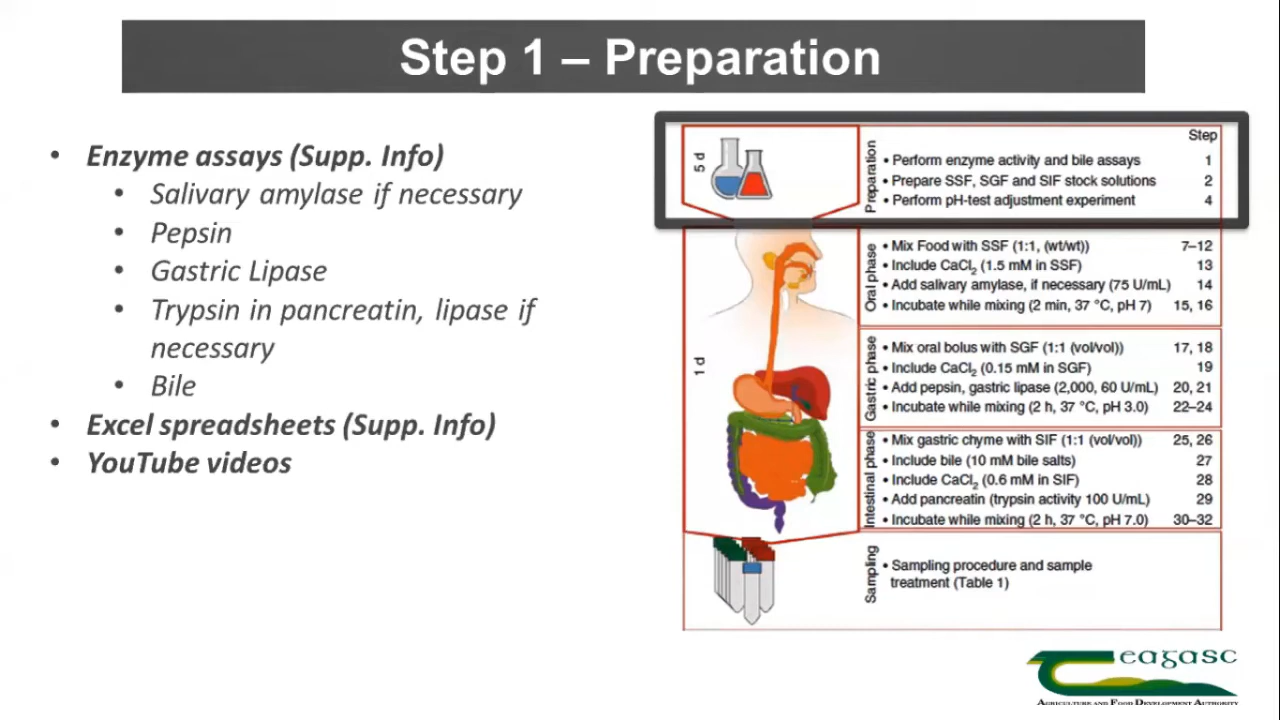 Step 1 – Preparation
• Enzyme assays (Supp. Info)
• Salivary amylase if necessary
• Pepsin
• Gastric Lipase
• Trypsin in pancreatin, lipase if
necessary
• Bile
• Excel spreadsheets (Supp. Info)
• YouTube videos
Step
5 d
Preparation
• Perform enzyme activity and bile assays 1
• Prepare SSF, SGF and SIF stock solutions 2
• Perform pH-test adjustment experiment 4
1 d
Oral phase
• Mix Food with SSF (1:1, (wt/wt)) 7–12
• Include CaCl₂ (1.5 mM in SSF) 13
• Add salivary amylase, if necessary (75 U/mL) 14
• Incubate while mixing (2 min, 37 °C, pH 7) 15, 16
Gastric phase
• Mix oral bolus with SGF (1:1 (vol/vol)) 17, 18
• Include CaCl₂ (0.15 mM in SGF) 19
• Add pepsin, gastric lipase (2,000, 60 U/mL) 20, 21
• Incubate while mixing (2 h, 37 °C, pH 3.0) 22–24
Intestinal phase
• Mix gastric chyme with SIF (1:1 (vol/vol)) 25, 26
• Include bile (10 mM bile salts) 27
• Include CaCl₂ (0.6 mM in SIF) 28
• Add pancreatin (trypsin activity 100 U/mL) 29
• Incubate while mixing (2 h, 37 °C, pH 7.0) 30–32
Sampling
• Sampling procedure and sample
treatment (Table 1)
Teagasc
Agriculture and Food Development Authority